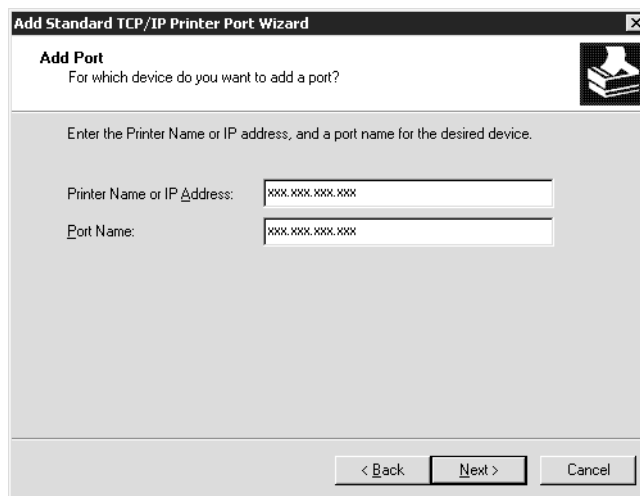 Add Standard TCP/IP Printer Port Wizard
Add Port
For which device do you want to add a port?
Enter the Printer Name or IP address, and a port name for the desired device.
Printer Name or IP Address: xxx.xxx.xxx.xxx
Port Name: xxx.xxx.xxx.xxx
< Back Next > Cancel